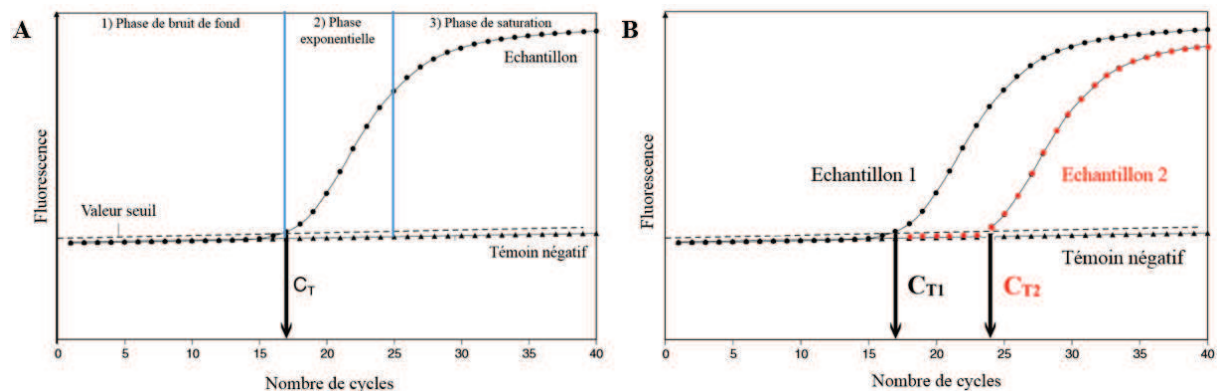 A
1) Phase de bruit de fond
2) Phase
exponentielle
3) Phase de saturation
Echantillon
Fluorescence
Valeur seuil
Témoin négatif
CT
0 5 10 15 20 25 30 35 40
Nombre de cycles
B
Fluorescence
Echantillon 1
Echantillon 2
Témoin négatif
CT1
CT2
0 5 10 15 20 25 30 35 40
Nombre de cycles